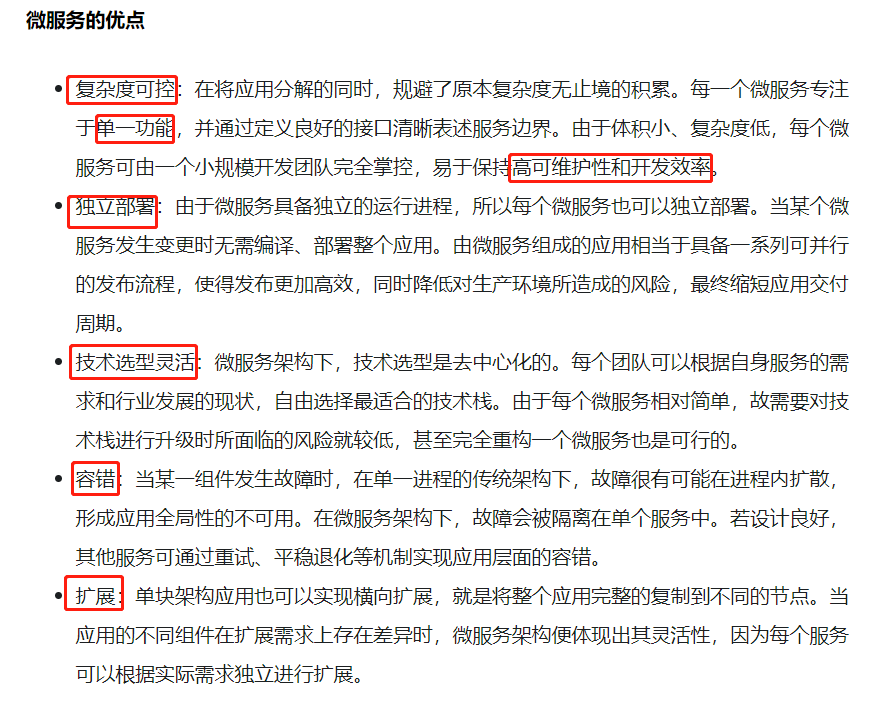 微服务的优点
复杂度可控：在将应用分解的同时，规避了原本复杂度无止境的积累。每一个微服务专注
于单一功能，并通过定义良好的接口清晰表述服务边界。由于体积小、复杂度低，每个微
服务可由一个小规模开发团队完全掌控，易于保持高可维护性和开发效率。
独立部署：由于微服务具备独立的运行进程，所以每个微服务也可以独立部署。当某个微
服务发生变更时无需编译、部署整个应用。由微服务组成的应用相当于具备一系列可并行
的发布流程，使得发布更加高效，同时降低对生产环境所造成的风险，最终缩短应用交付
周期。
技术选型灵活：微服务架构下，技术选型是去中心化的。每个团队可以根据自身服务的需
求和行业发展的现状，自由选择最适合的技术栈。由于每个微服务相对简单，故需要对技
术栈进行升级时所面临的风险就较低，甚至完全重构一个微服务也是可行的。
容错：当某一组件发生故障时，在单一进程的传统架构下，故障很有可能在进程内扩散，
形成应用全局性的不可用。在微服务架构下，故障会被隔离在单个服务中。若设计良好，
其他服务可通过重试、平稳退化等机制实现应用层面的容错。
扩展：单块架构应用也可以实现横向扩展，就是将整个应用完整的复制到不同的节点。当
应用的不同组件在扩展需求上存在差异时，微服务架构便体现出其灵活性，因为每个服务
可以根据实际需求独立进行扩展。